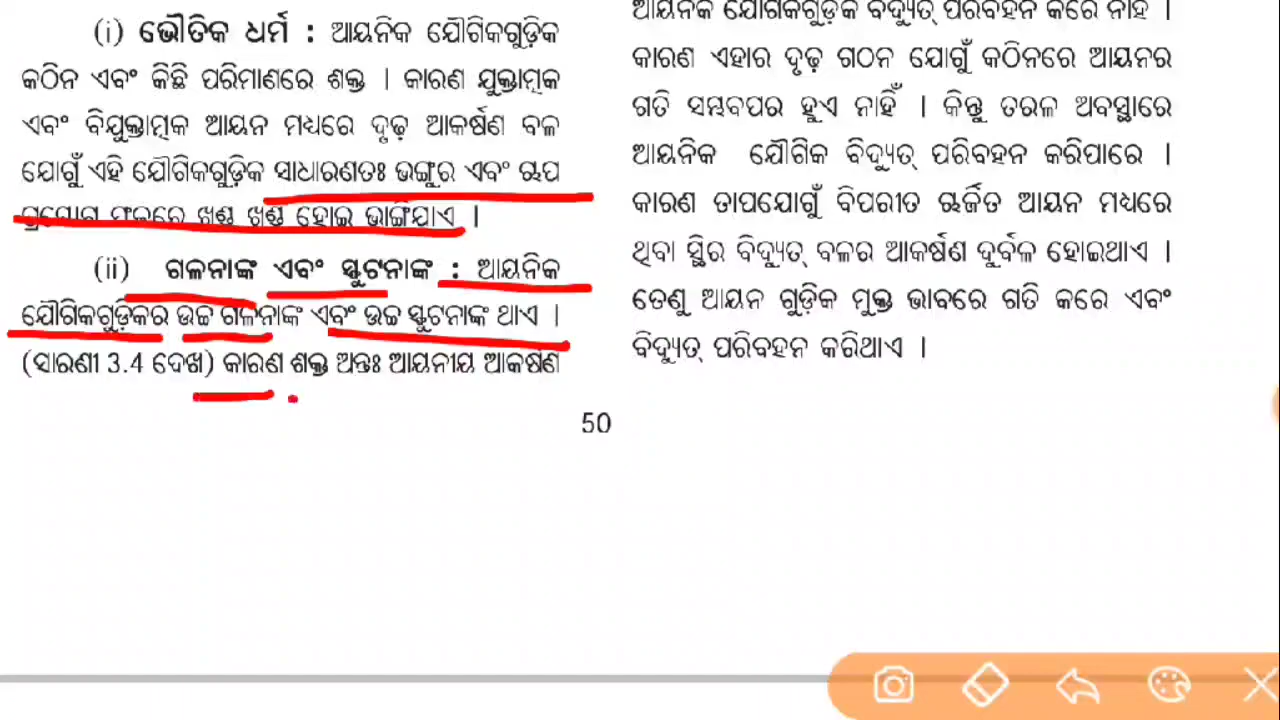 (i) ଭୌତିକ ଧର୍ମ : ଆୟନିକ ଯୌଗିକଗୁଡ଼ିକ
କଠିନ ଏବଂ କିଛି ପରିମାଣରେ ଶକ୍ତ । କାରଣ ଯୁକ୍ତାତ୍ମକ
ଏବଂ ବିଯୁକ୍ତାତ୍ମକ ଆୟନ ମଧ୍ୟରେ ଦୃଢ଼ ଆକର୍ଷଣ ବଳ
ଯୋଗୁଁ ଏହି ଯୌଗିକଗୁଡ଼ିକ ସାଧାରଣତଃ ଭଙ୍ଗୁର ଏବଂ ଋପ
ପ୍ରୟୋଗ ଫଳରେ ଖଣ୍ଡ ଖଣ୍ଡ ହୋଇ ଭାଙ୍ଗିଯାଏ ।
(ii) ଗଳନାଙ୍କ ଏବଂ ସ୍ଫୁଟନାଙ୍କ : ଆୟନିକ
ଯୌଗିକଗୁଡ଼ିକର ଉଚ୍ଚ ଗଳନାଙ୍କ ଏବଂ ଉଚ୍ଚ ସ୍ଫୁଟନାଙ୍କ ଥାଏ ।
(ସାରଣୀ 3.4 ଦେଖ) କାରଣ ଶକ୍ତ ଅନ୍ତଃ ଆୟନୀୟ ଆକର୍ଷଣ
ଆୟନିକ ଯୌଗିକଗୁଡ଼ିକ ବିଦ୍ୟୁତ୍ ପରିବହନ କରେ ନାହିଁ ।
କାରଣ ଏହାର ଦୃଢ଼ ଗଠନ ଯୋଗୁଁ କଠିନରେ ଆୟନର
ଗତି ସମ୍ଭବପର ହୁଏ ନାହିଁ । କିନ୍ତୁ ତରଳ ଅବସ୍ଥାରେ
ଆୟନିକ ଯୌଗିକ ବିଦ୍ୟୁତ୍ ପରିବହନ କରିପାରେ ।
କାରଣ ତାପଯୋଗୁଁ ବିପରୀତ ଋର୍ଜିତ ଆୟନ ମଧ୍ୟରେ
ଥିବା ସ୍ଥିର ବିଦ୍ୟୁତ୍ ବଳର ଆକର୍ଷଣ ଦୁର୍ବଳ ହୋଇଥାଏ ।
ତେଣୁ ଆୟନ ଗୁଡ଼ିକ ମୁକ୍ତ ଭାବରେ ଗତି କରେ ଏବଂ
ବିଦ୍ୟୁତ୍ ପରିବହନ କରିଥାଏ ।
50